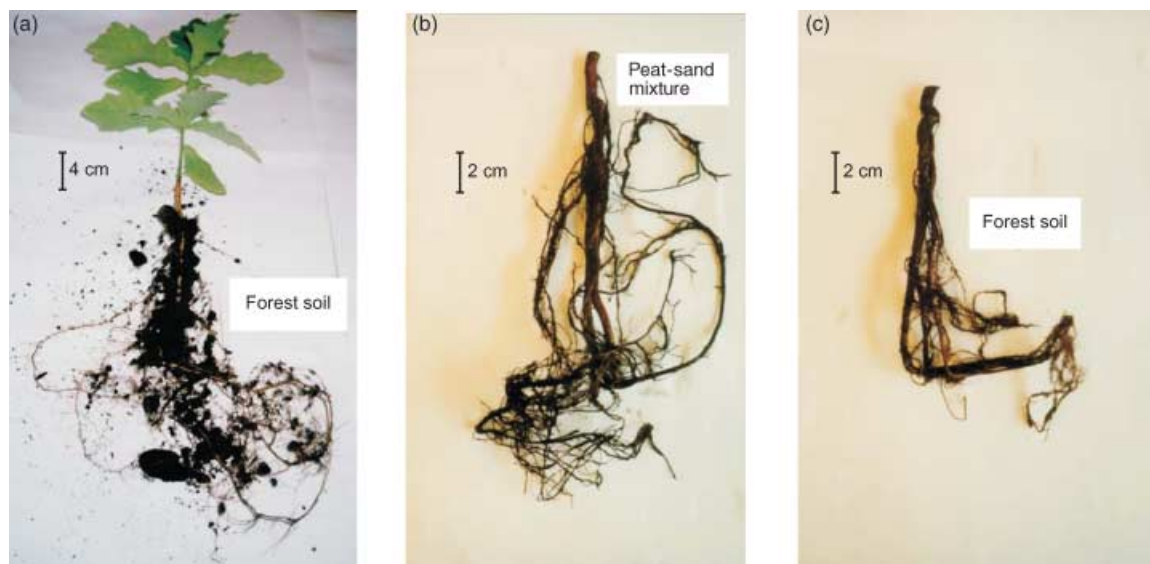 (a)
4 cm
Forest soil
(b)
Peat-sand
mixture
2 cm
(c)
2 cm
Forest soil